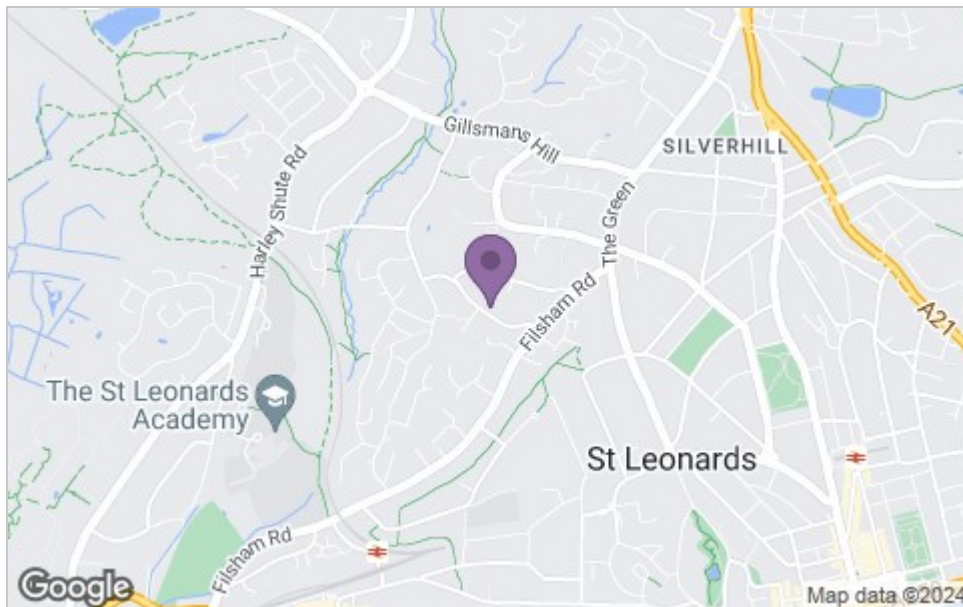 Gillsmans Hill
SILVERHILL
Harley Shute Rd
The Green
Filsham Rd
A21
The St Leonards
Academy
St Leonards
Filsham Rd
Google
Map data ©2024